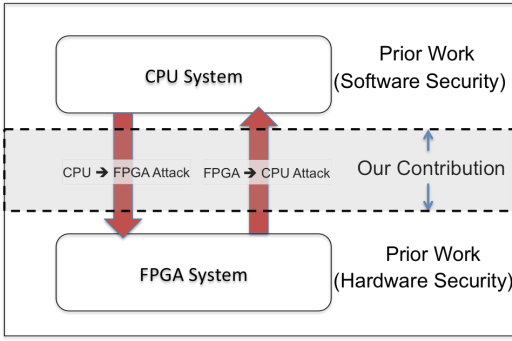 CPU System
Prior Work
(Software Security)
CPU ➔ FPGA Attack
FPGA ➔ CPU Attack
Our Contribution
FPGA System
Prior Work
(Hardware Security)